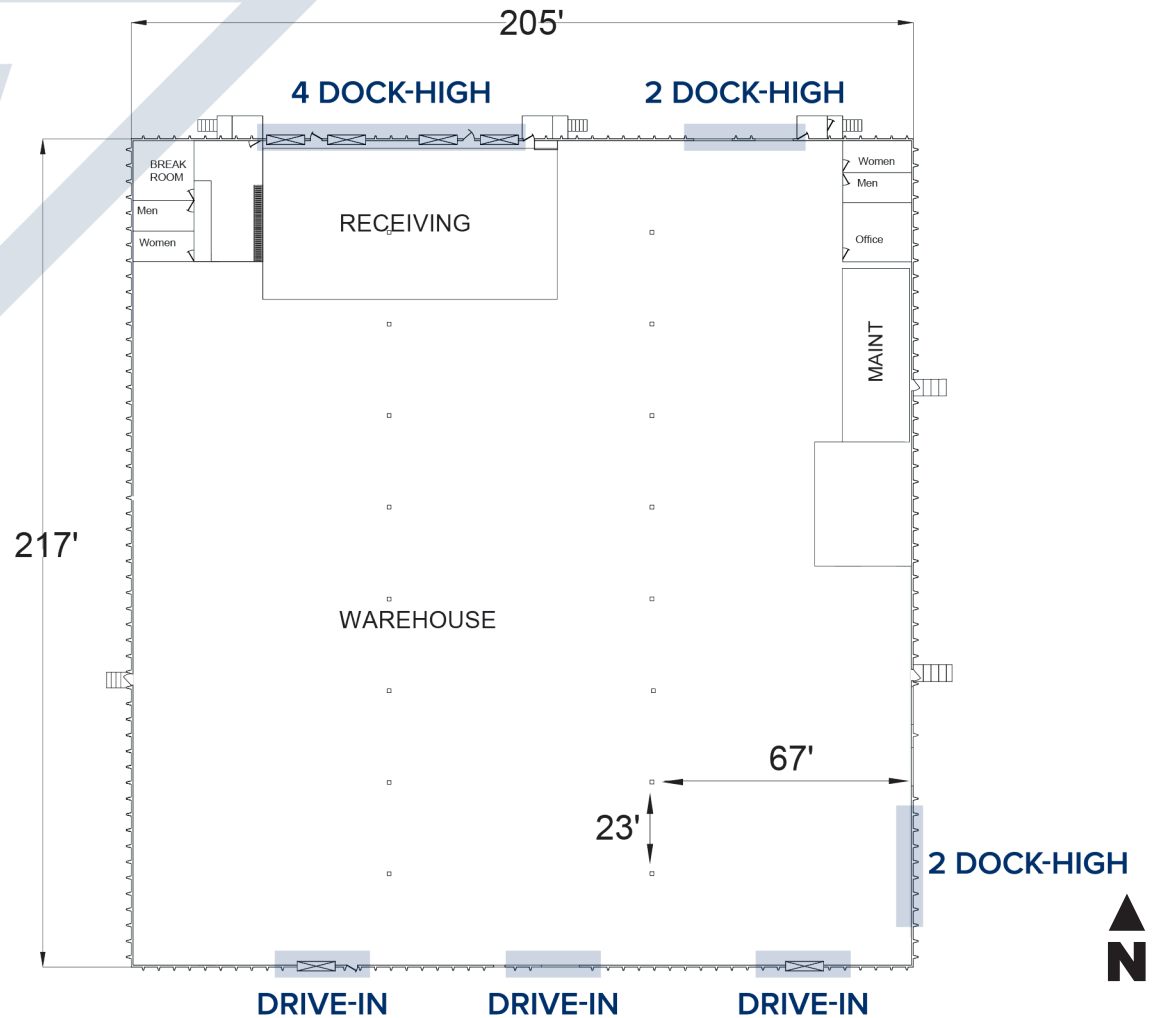 205'
4 DOCK-HIGH
2 DOCK-HIGH
BREAK
ROOM
Men
Women
RECEIVING
Women
Men
Office
MAINT
217'
WAREHOUSE
67'
23'
2 DOCK-HIGH
N
DRIVE-IN
DRIVE-IN
DRIVE-IN